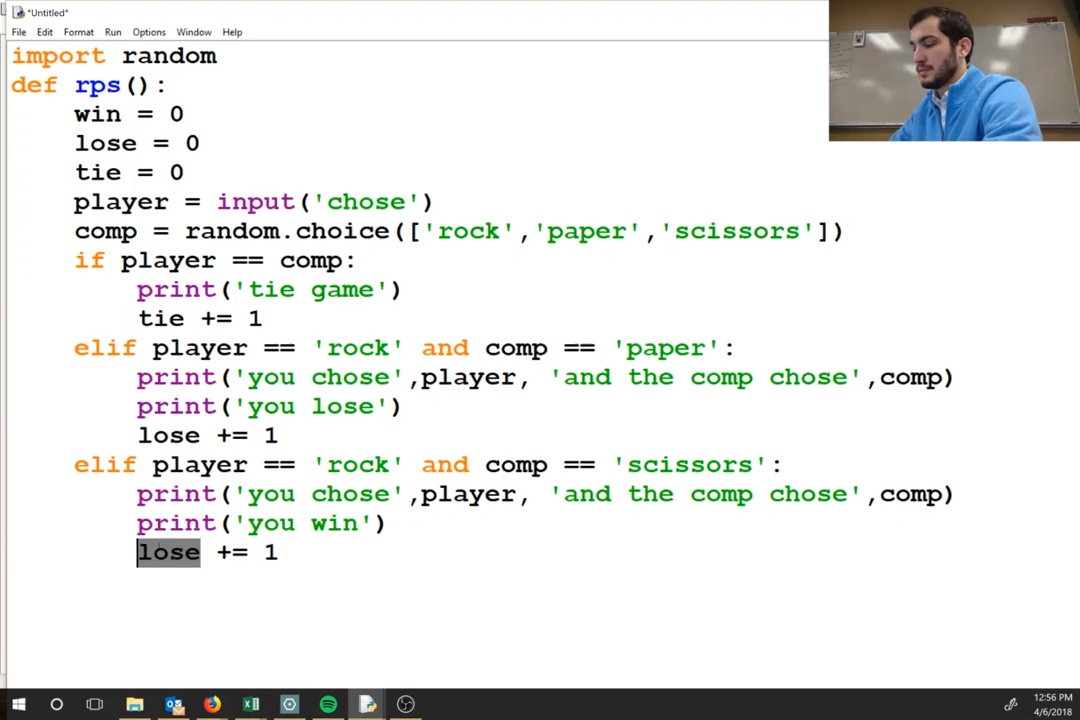 *Untitled*
File Edit Format Run Options Window Help
import random
def rps():
    win = 0
    lose = 0
    tie = 0
    player = input('chose')
    comp = random.choice(['rock','paper','scissors'])
    if player == comp:
        print('tie game')
        tie += 1
    elif player == 'rock' and comp == 'paper':
        print('you chose',player, 'and the comp chose',comp)
        print('you lose')
        lose += 1
    elif player == 'rock' and comp == 'scissors':
        print('you chose',player, 'and the comp chose',comp)
        print('you win')
        lose += 1
12:56 PM
4/6/2018